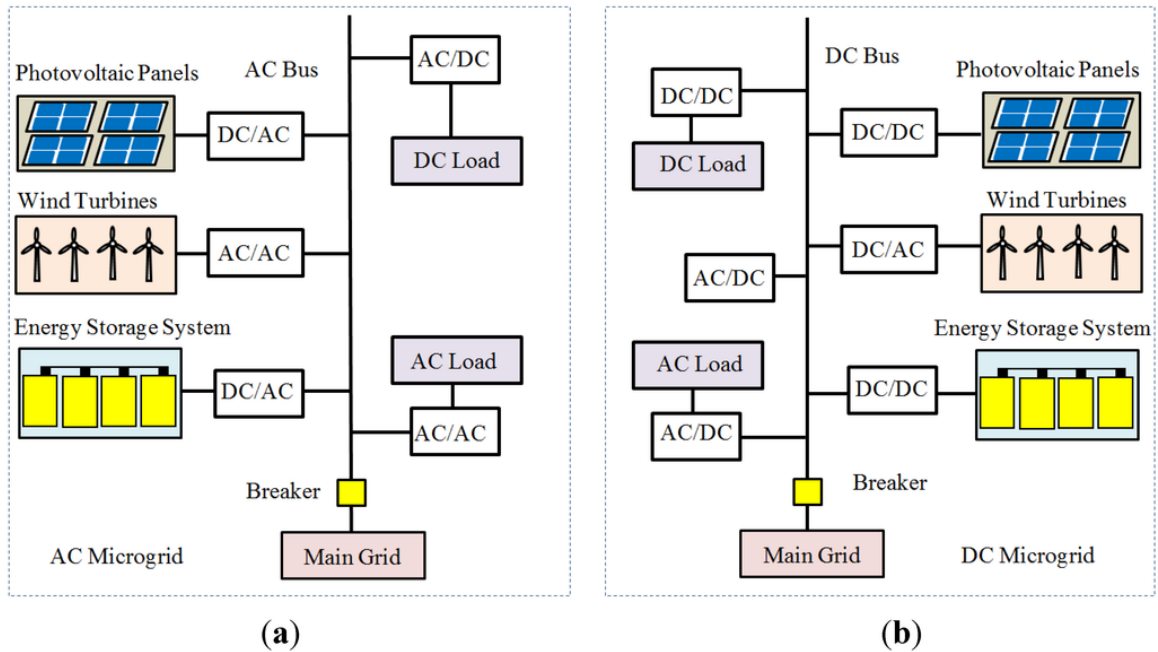 Photovoltaic Panels
AC Bus
AC/DC
DC/AC
DC Load
Wind Turbines
AC/AC
Energy Storage System
AC Load
DC/AC
AC/AC
Breaker
Main Grid
AC Microgrid
(a)
DC Bus
Photovoltaic Panels
DC/DC
DC/DC
DC Load
Wind Turbines
DC/AC
AC/DC
Energy Storage System
AC Load
DC/DC
AC/DC
Breaker
Main Grid
DC Microgrid
(b)